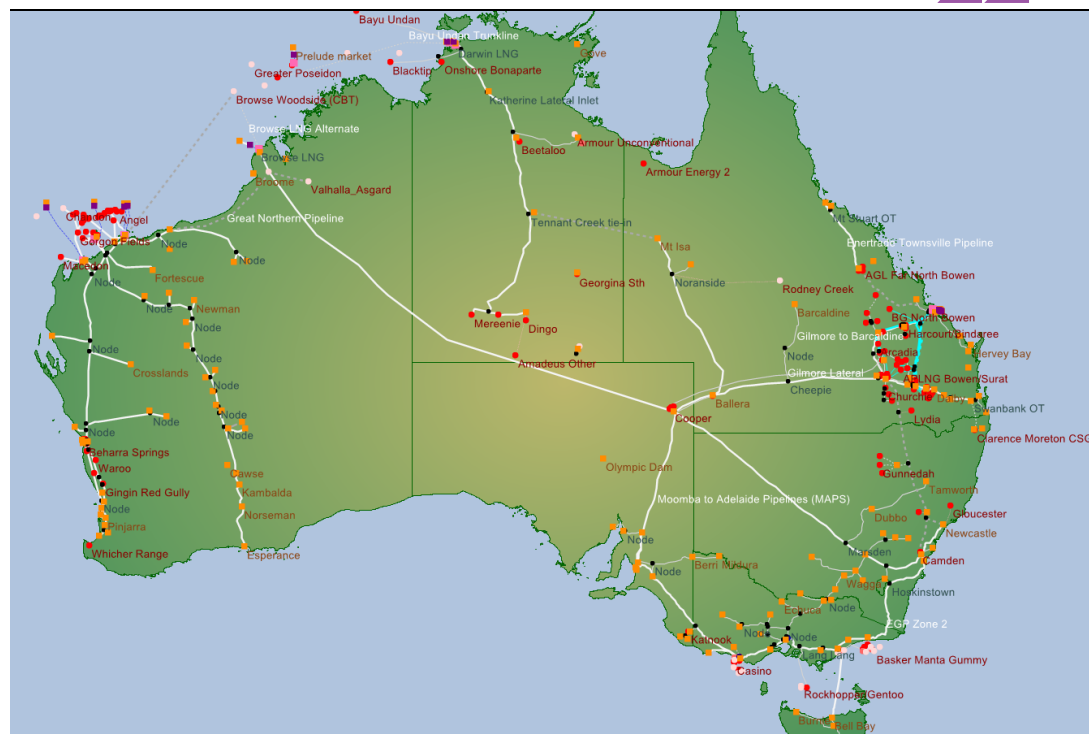 Bayu Undan
Bayu Undan Trunkline
Prelude market
Darwin LNG
Gove
Greater Poseidon
Blacktip
Onshore Bonaparte
Browse Woodside (CBT)
Katherine Lateral Inlet
Browse LNG Alternate
Beetaloo
Armour Unconventional
Browse LNG
Armour Energy 2
Broome
Valhalla_Asgard
Angel
Great Northern Pipeline
Tennant Creek tie-in
Mt Stuart OT
Gorgon Fields
Node
Mt Isa
Enertrade Townsville Pipeline
Macedon
Node
Node
Fortescue
Georgina Sth
Noranside
Rodney Creek
AGL Far North Bowen
Node
Newman
Barcaldine
Mereenie
Dingo
BG North Bowen
Node
Gilmore to Barcaldine
Harcourt/Bindaree
Node
Node
Arcadia
Hervey Bay
Crosslands
Amadeus Other
Gilmore Lateral
Node
Cheepie
APLNG Bowen/Surat
Ballera
Churchie
Dalby
Node
Cooper
Lydia
Swanbank OT
Node
Node
Clarence Moreton CSG
Beharra Springs
Waroo
Olympic Dam
Gunnedah
Cawse
Tamworth
Gingin Red Gully
Kambalda
Moomba to Adelaide Pipelines (MAPS)
Node
Norseman
Dubbo
Gloucester
Pinjarra
Newcastle
Whicher Range
Esperance
Node
Marsden
Camden
Node
Berri Mildura
Wagga
Horkinstown
Echuca
Node
EGP Zone 2
Katnook
Node
Node
Lang Lang
Basker Manta Gummy
Casino
Rockhopper/Gentoo
Burnie
Bell Bay